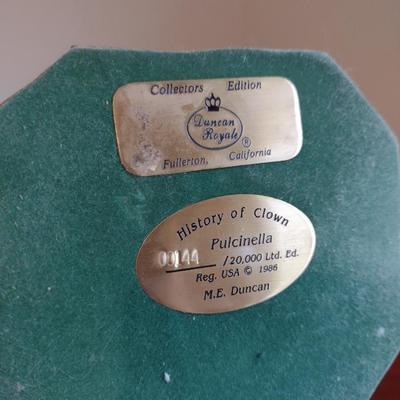 Collectors Edition
Duncan
Royale ®
Fullerton, California
History of Clown
Pulcinella
00144 /20,000 Ltd. Ed.
Reg. USA © 1986
M.E. Duncan